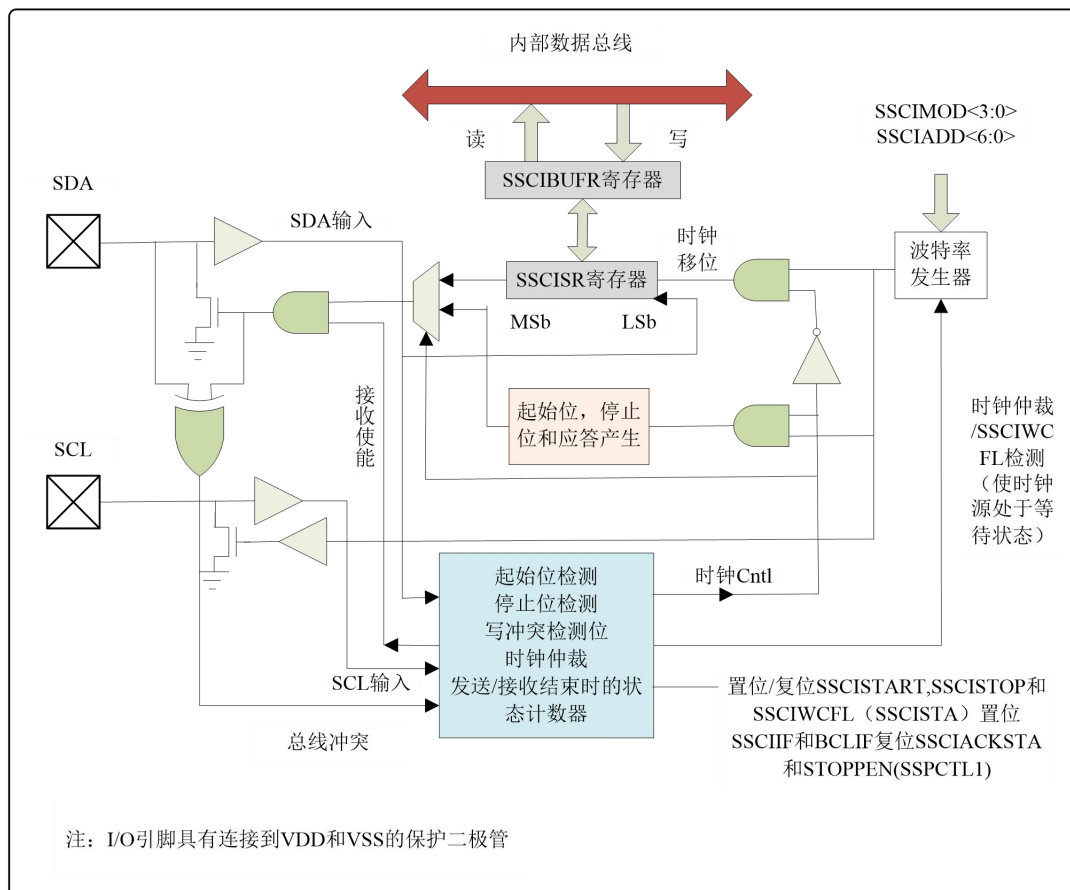 内部数据总线
SSCIMOD<3:0>
SSCIADD<6:0>
读
写
SDA
SSCIBUFR寄存器
SDA输入
时钟
移位
波特率
发生器
SSCISR寄存器
MSb
LSb
接收使能
起始位，停止
位和应答产生
时钟仲裁
/SSCIWC
FL检测
（使时钟
源处于等
待状态）
SCL
起始位检测
停止位检测
写冲突检测位
时钟仲裁
发送/接收结束时的状
态计数器
时钟Cntl
SCL输入
总线冲突
置位/复位SSCISTART,SSCISTOP和
SSCIWCFL（SSCISTA）置位
SSCIIF和BCLIF复位SSCIACKSTA
和STOPPEN(SSPCTL1)
注：I/O引脚具有连接到VDD和VSS的保护二极管